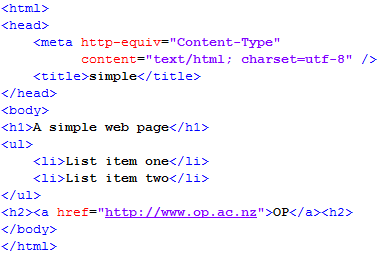 <html>
<head>
    <meta http-equiv="Content-Type"
          content="text/html; charset=utf-8" />
    <title>simple</title>
</head>
<body>
<h1>A simple web page</h1>
<ul>
    <li>List item one</li>
    <li>List item two</li>
</ul>
<h2><a href="http://www.op.ac.nz">OP</a><h2>
</body>
</html>